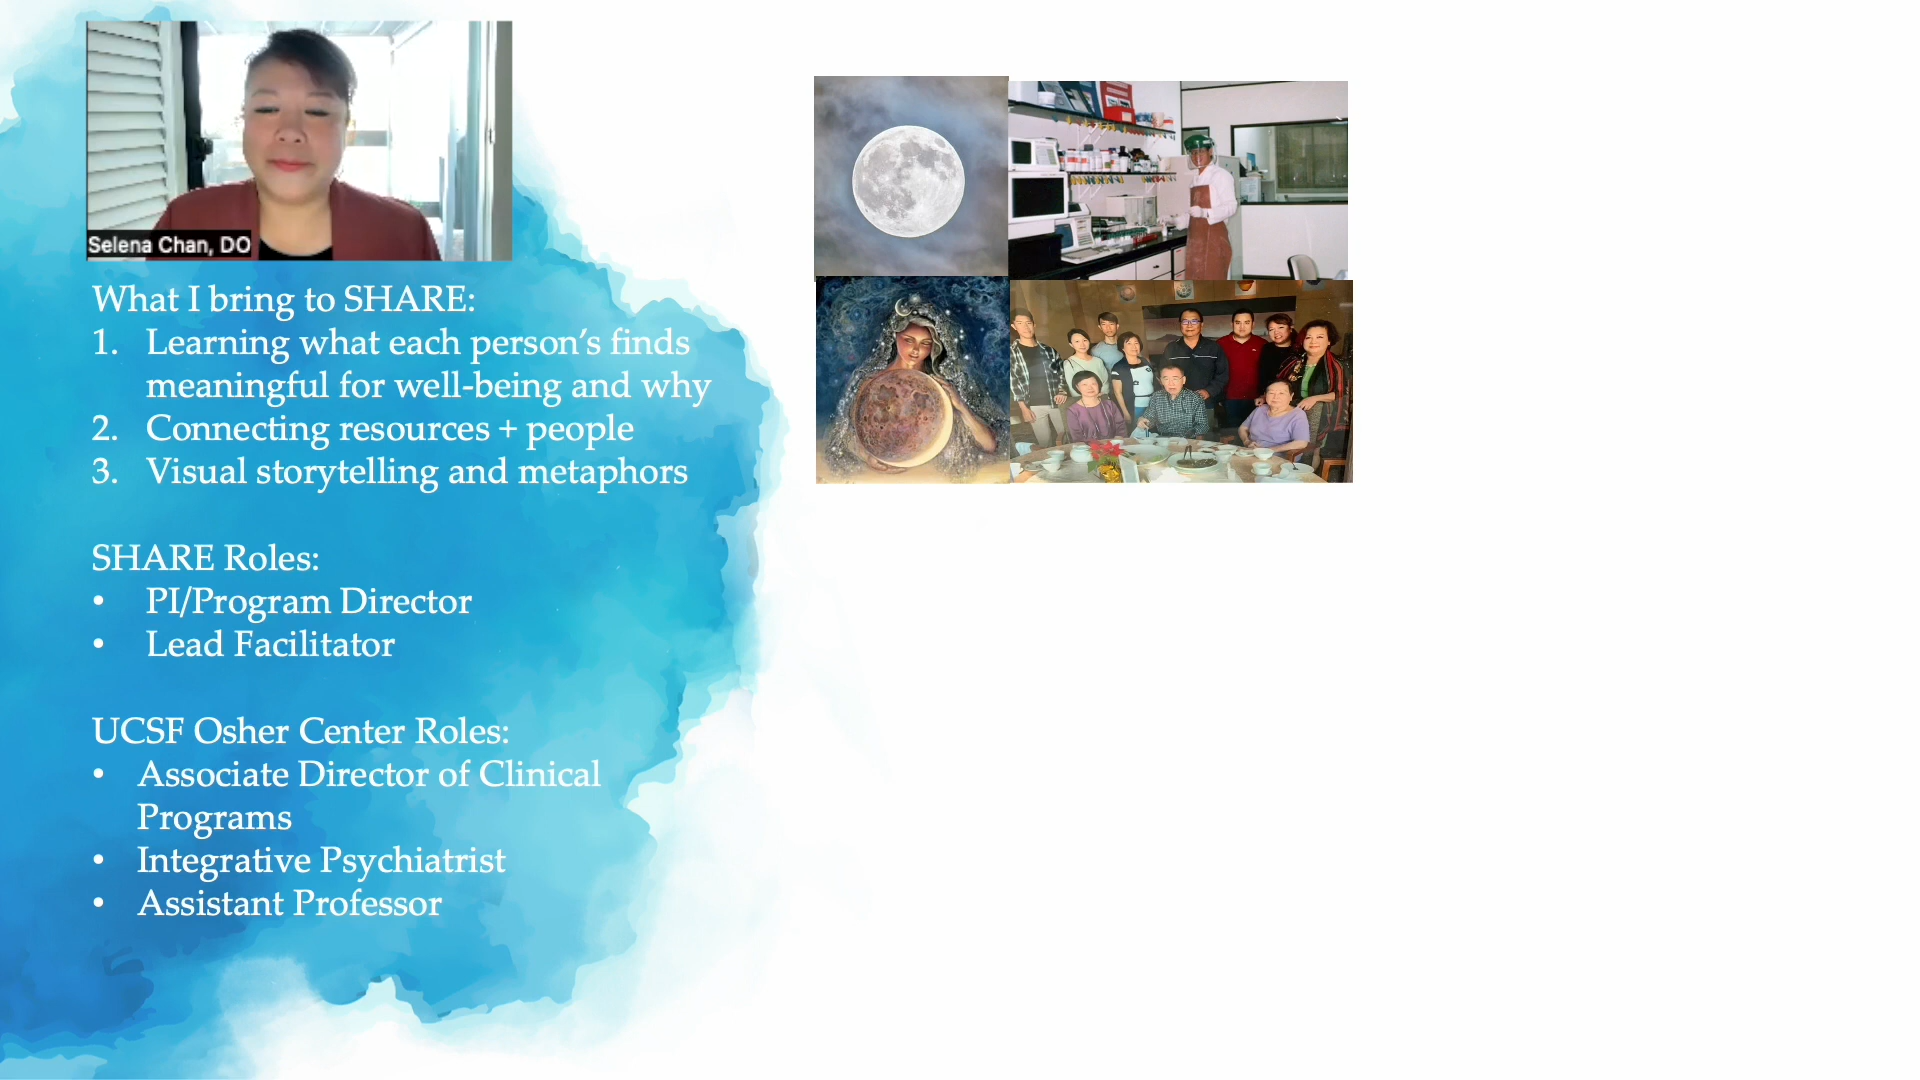 Selena Chan, DO
What I bring to SHARE:
1. Learning what each person’s finds
meaningful for well-being and why
2. Connecting resources + people
3. Visual storytelling and metaphors
SHARE Roles:
• PI/Program Director
• Lead Facilitator
UCSF Osher Center Roles:
• Associate Director of Clinical
Programs
• Integrative Psychiatrist
• Assistant Professor